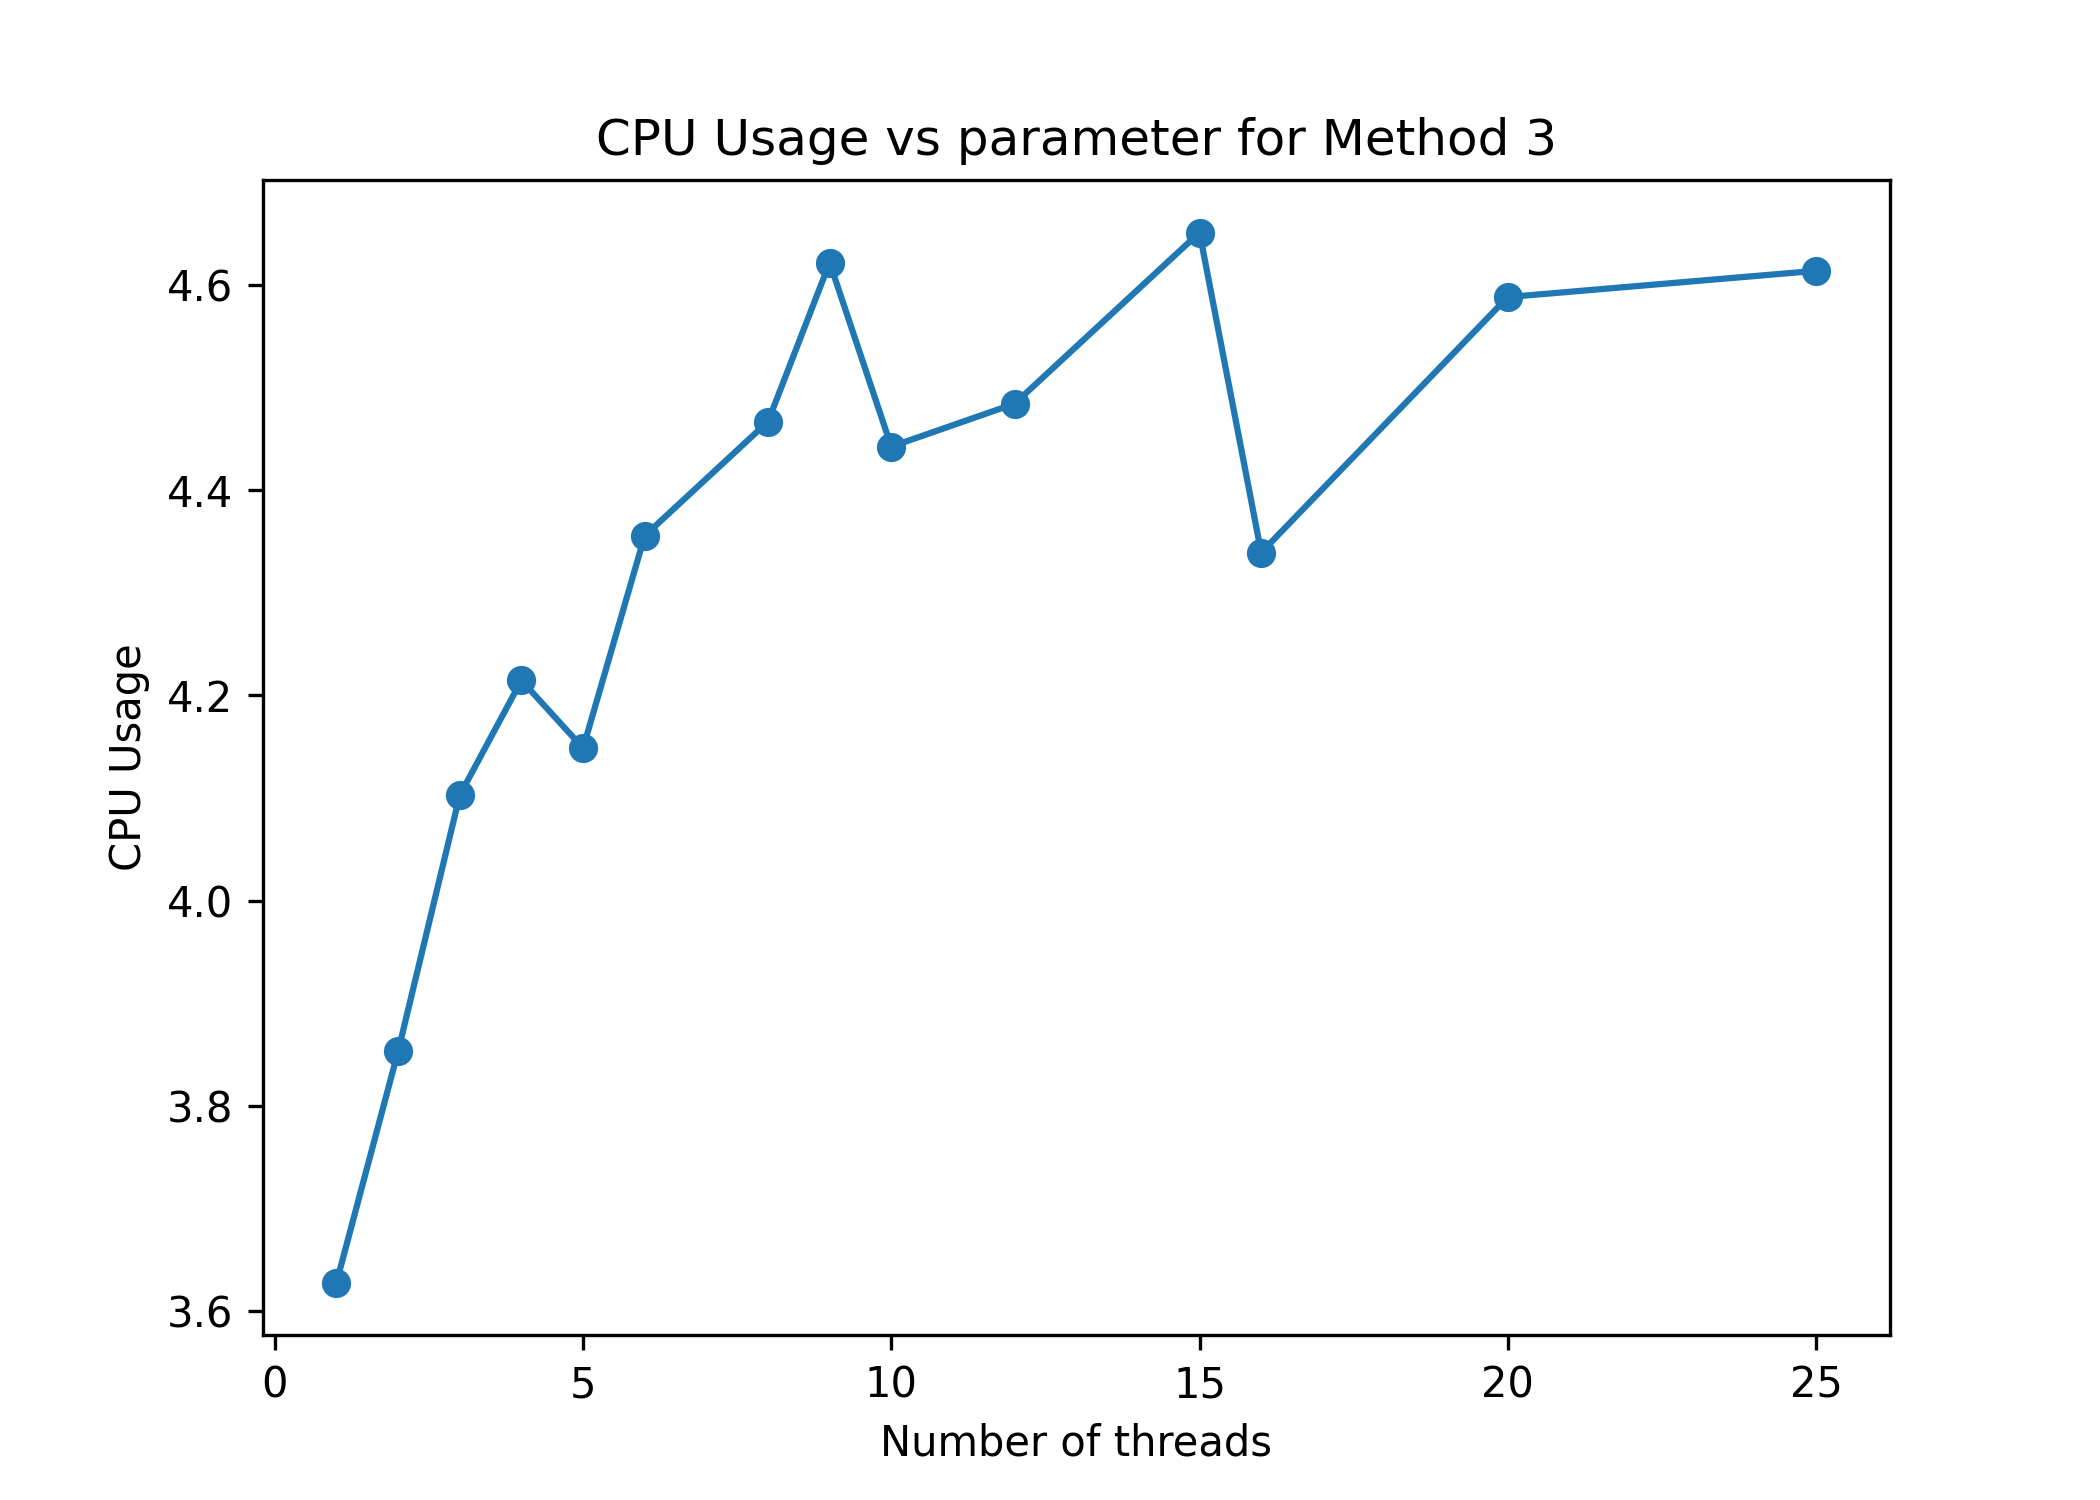 CPU Usage vs parameter for Method 3
CPU Usage
4.6
4.4
4.2
4.0
3.8
3.6
0 5 10 15 20 25
Number of threads